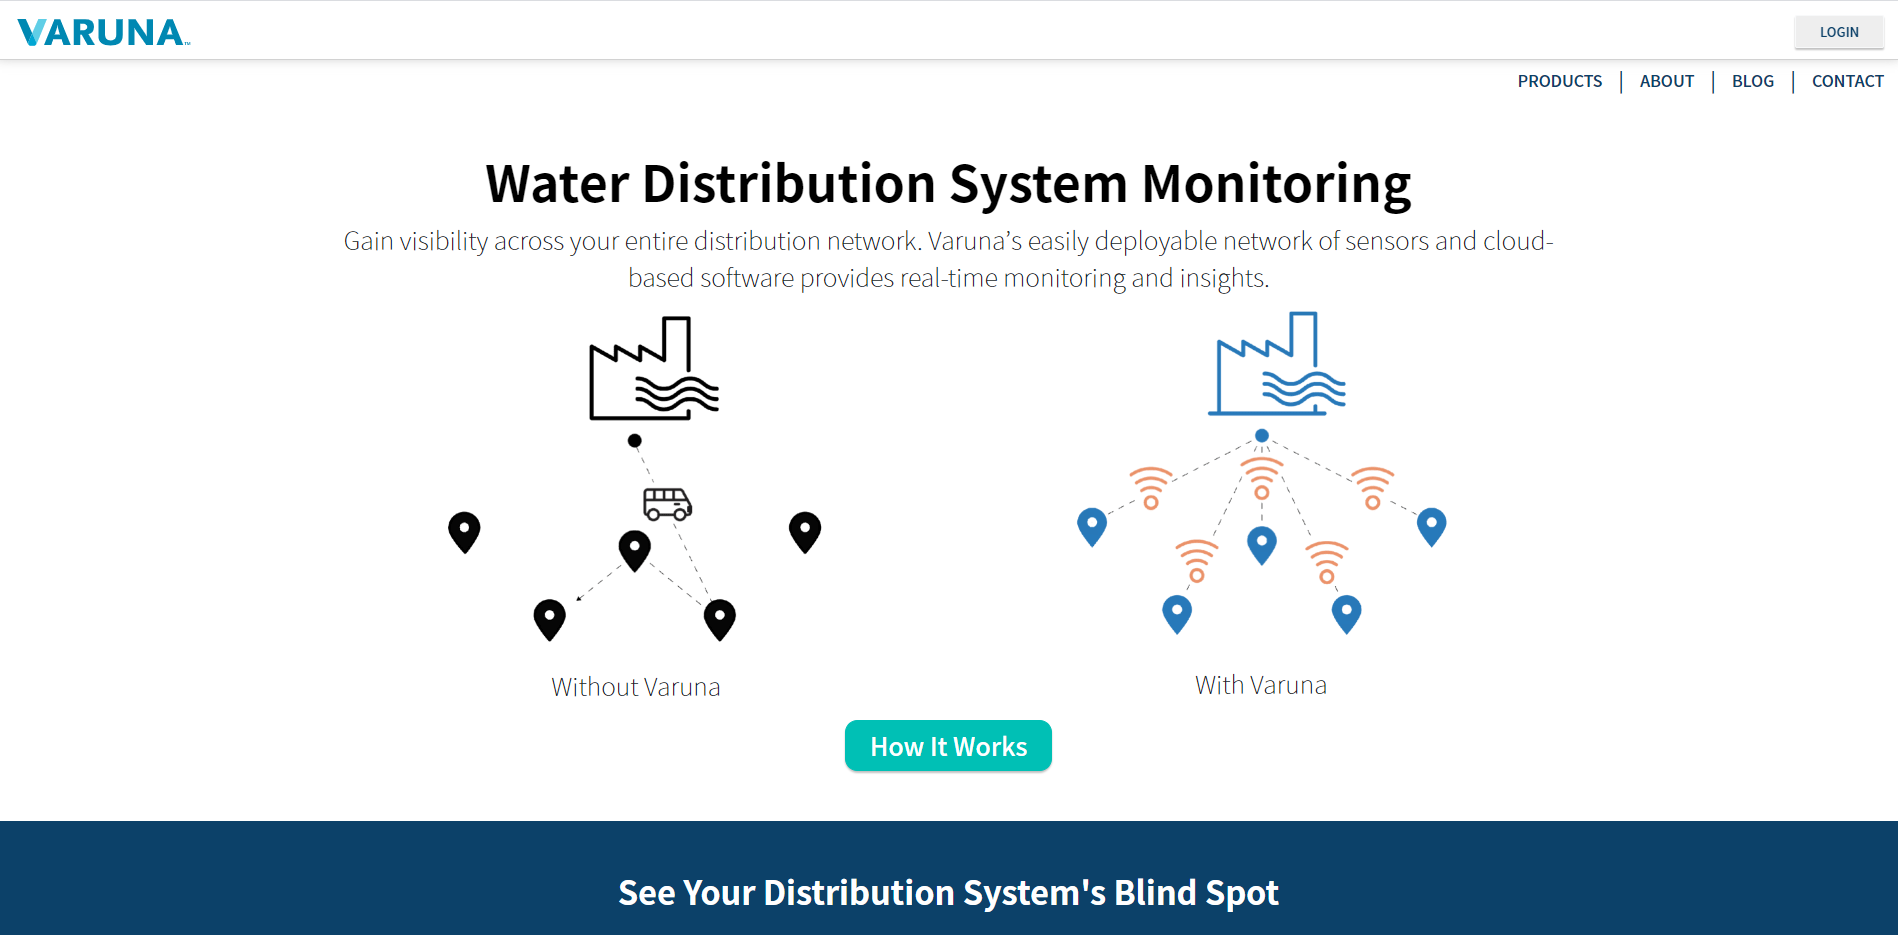 VARUNA™
LOGIN
PRODUCTS | ABOUT | BLOG | CONTACT
Water Distribution System Monitoring
Gain visibility across your entire distribution network. Varuna’s easily deployable network of sensors and cloud-
based software provides real-time monitoring and insights.
Without Varuna
With Varuna
How It Works
See Your Distribution System's Blind Spot